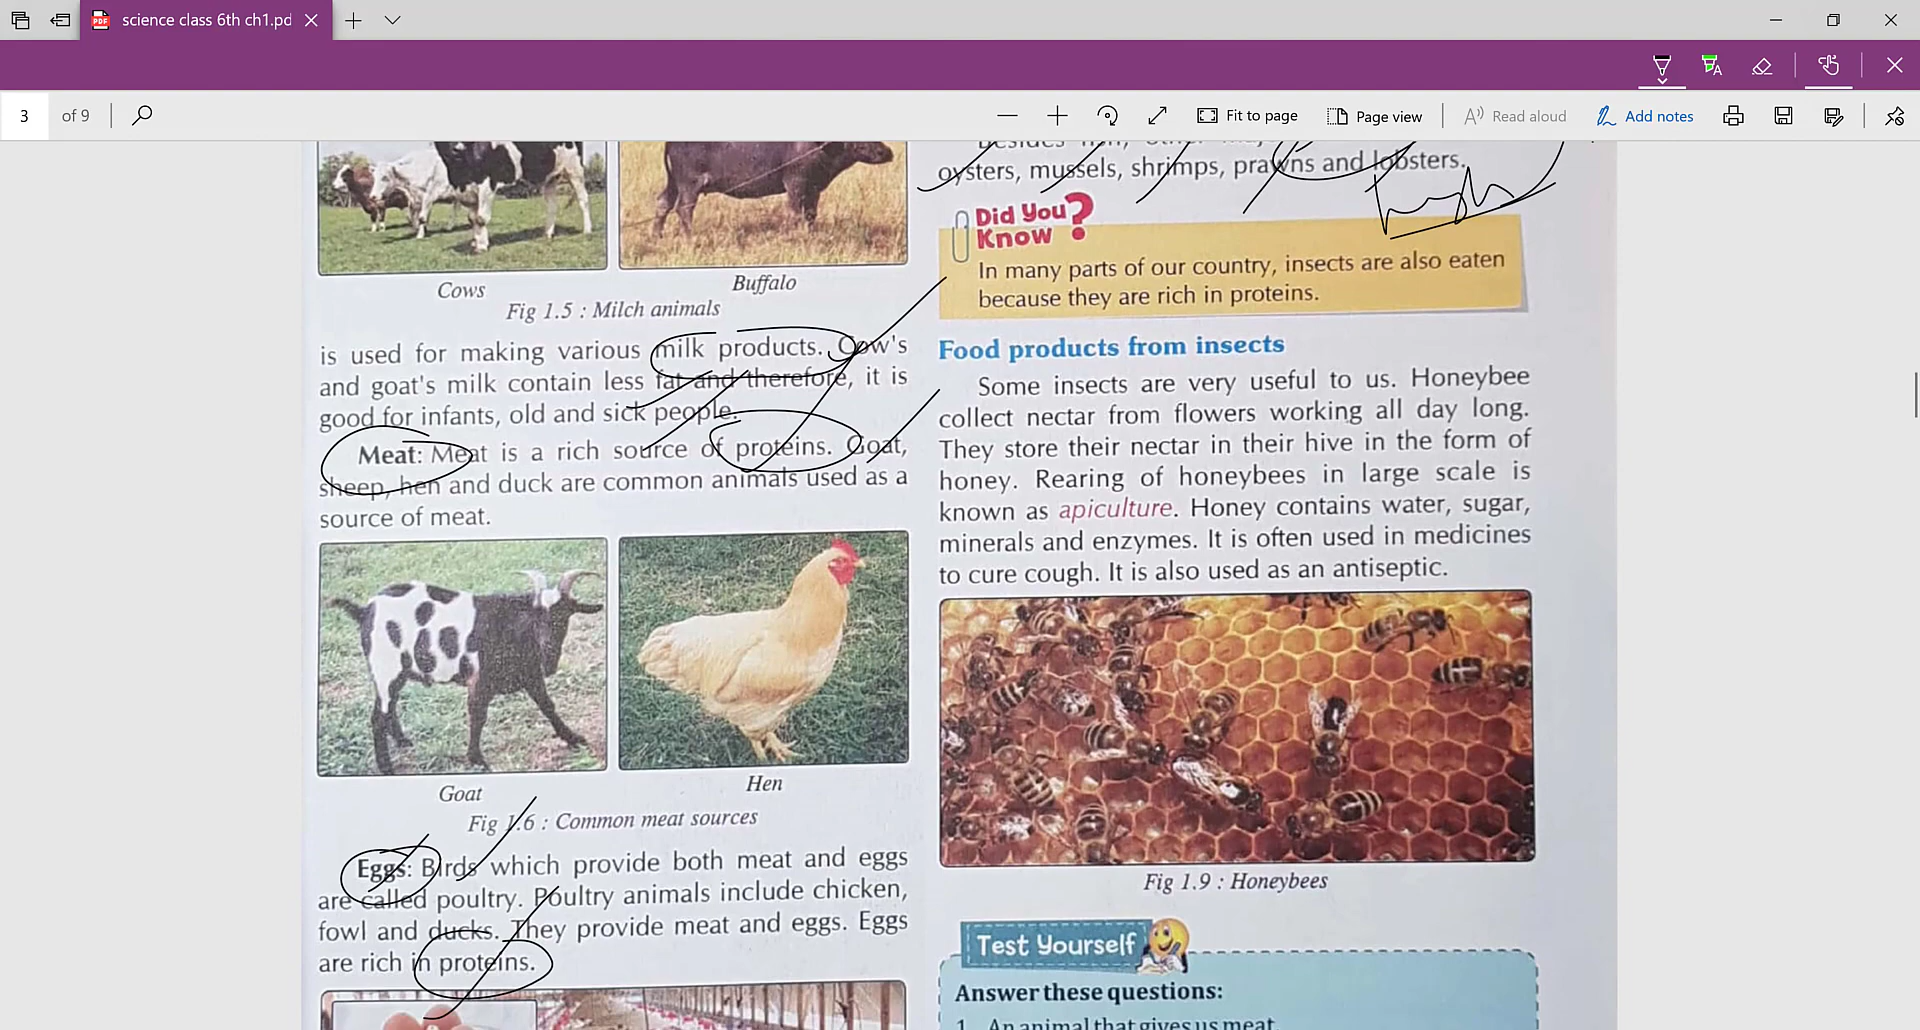 science class 6th ch1.pd
3 of 9
Fit to page
Page view
Read aloud
Add notes
Cows
Buffalo
Fig 1.5 : Milch animals
is used for making various milk products. Cow's
and goat's milk contain less fat and therefore, it is
good for infants, old and sick people.
Meat: Meat is a rich source of proteins. Goat,
sheep, hen and duck are common animals used as a
source of meat.
Goat
Hen
Fig 1.6 : Common meat sources
Eggs: Birds which provide both meat and eggs
are called poultry. Poultry animals include chicken,
fowl and ducks. They provide meat and eggs. Eggs
are rich in proteins.
oysters, mussels, shrimps, prawns and lobsters.
Did You
Know ?
In many parts of our country, insects are also eaten
because they are rich in proteins.
Food products from insects
Some insects are very useful to us. Honeybee
collect nectar from flowers working all day long.
They store their nectar in their hive in the form of
honey. Rearing of honeybees in large scale is
known as apiculture. Honey contains water, sugar,
minerals and enzymes. It is often used in medicines
to cure cough. It is also used as an antiseptic.
Fig 1.9 : Honeybees
Test Yourself
Answer these questions:
1. An animal that gives us meat.